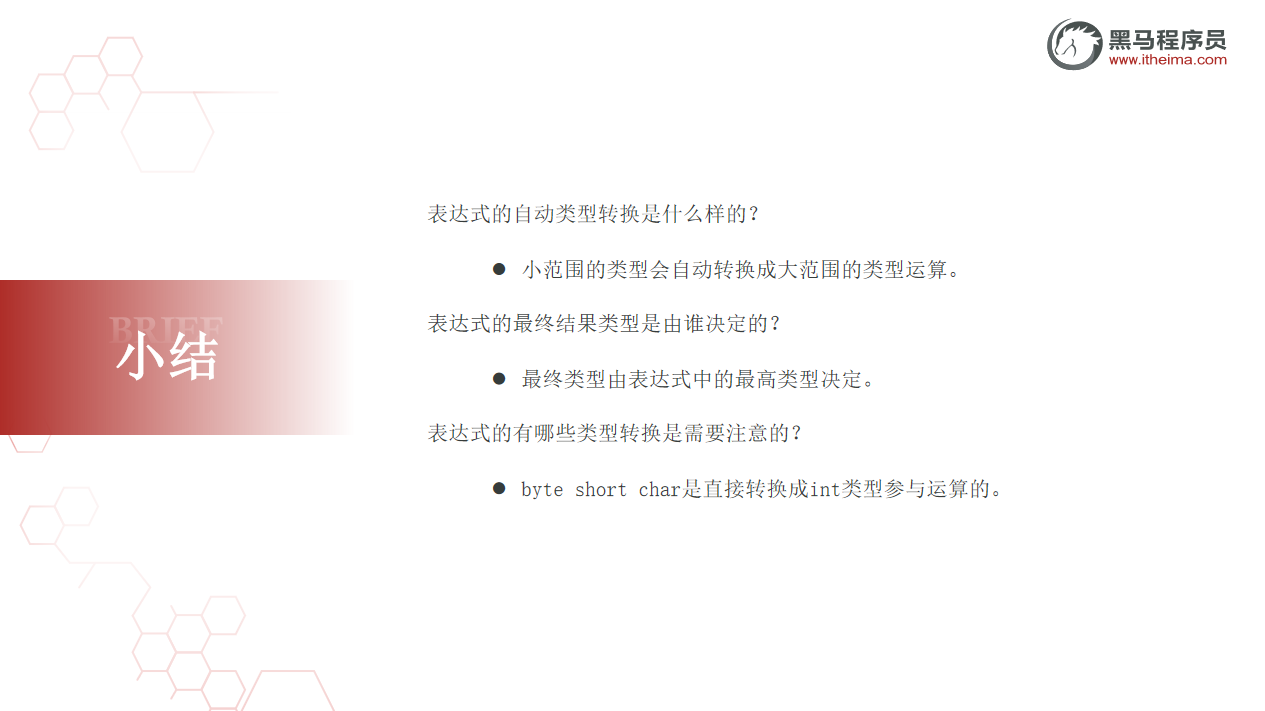 黑马程序员
www.itheima.com
表达式的自动类型转换是什么样的？
● 小范围的类型会自动转换成大范围的类型运算。
表达式的最终结果类型是由谁决定的？
BRIEF
小结
● 最终类型由表达式中的最高类型决定。
表达式的有哪些类型转换是需要注意的？
● byte short char是直接转换成int类型参与运算的。